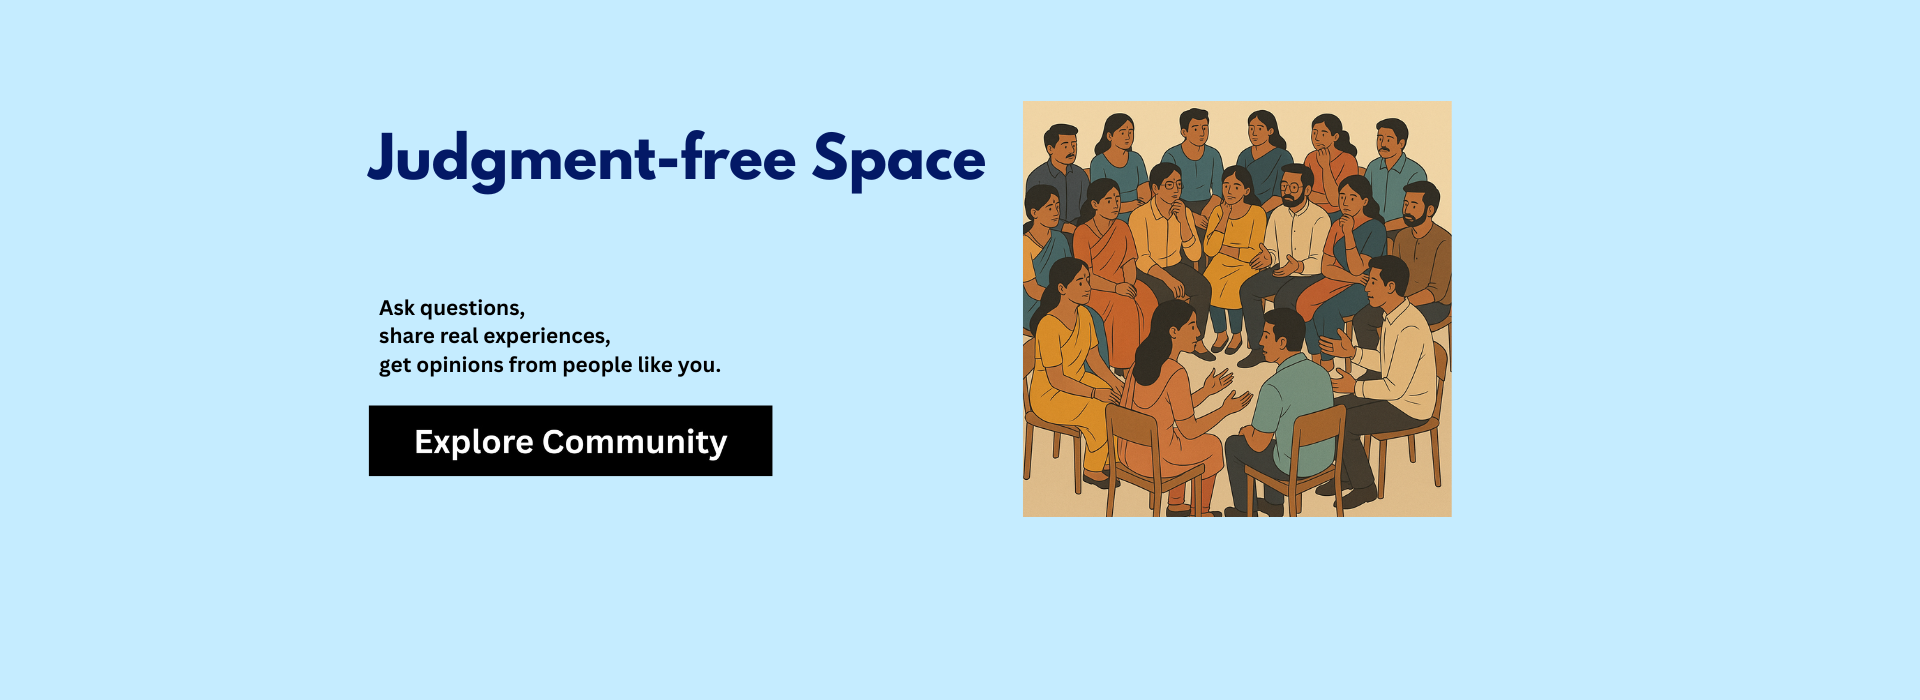 Judgment-free Space
Ask questions,
share real experiences,
get opinions from people like you.
Explore Community